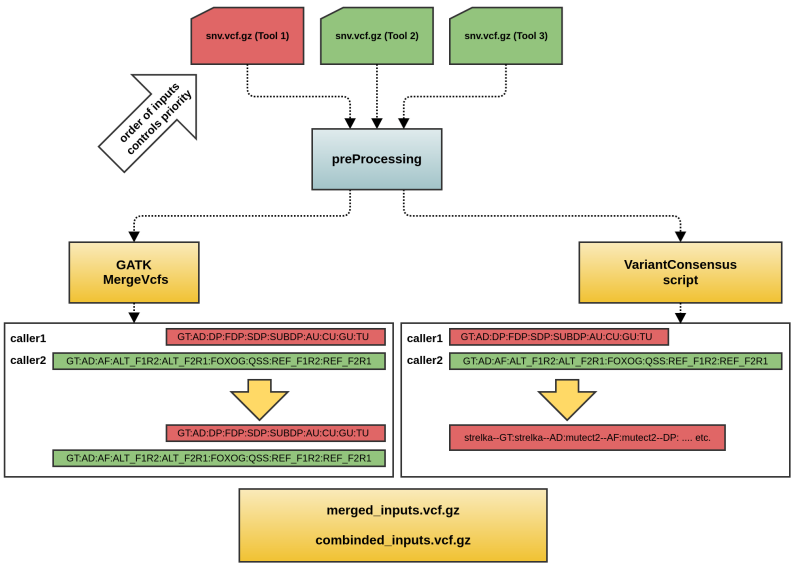 snv.vcf.gz (Tool 1)
snv.vcf.gz (Tool 2)
snv.vcf.gz (Tool 3)
order of inputs
controls priority
preProcessing
GATK
MergeVcfs
VariantConsensus
script
caller1
GT:AD:DP:FDP:SDP:SUBDP:AU:CU:GU:TU
caller2
GT:AD:AF:ALT_F1R2:ALT_F2R1:FOXOG:QSS:REF_F1R2:REF_F2R1
GT:AD:DP:FDP:SDP:SUBDP:AU:CU:GU:TU
GT:AD:AF:ALT_F1R2:ALT_F2R1:FOXOG:QSS:REF_F1R2:REF_F2R1
caller1
GT:AD:DP:FDP:SDP:SUBDP:AU:CU:GU:TU
caller2
GT:AD:AF:ALT_F1R2:ALT_F2R1:FOXOG:QSS:REF_F1R2:REF_F2R1
strelka--GT:strelka--AD:mutect2--AF:mutect2--DP: .... etc.
merged_inputs.vcf.gz
combinded_inputs.vcf.gz